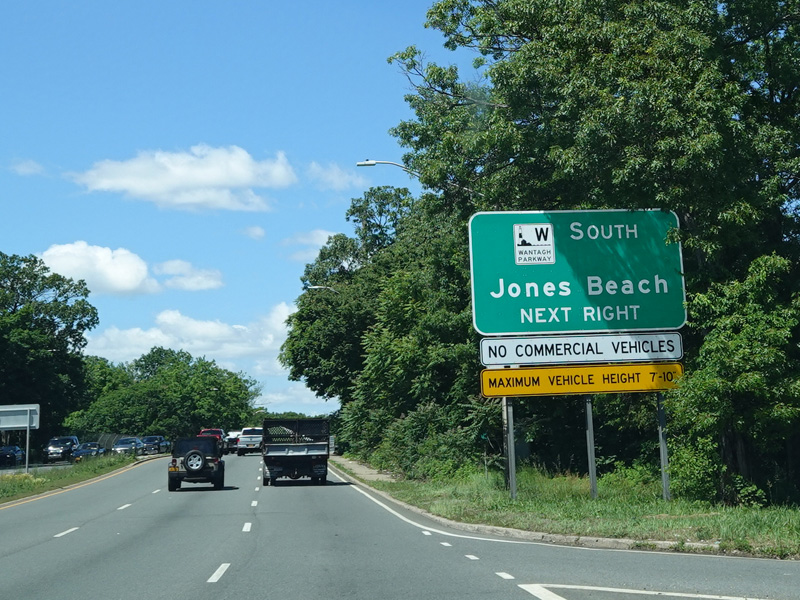 W SOUTH
WANTAGH
PARKWAY
Jones Beach
NEXT RIGHT
NO COMMERCIAL VEHICLES
MAXIMUM VEHICLE HEIGHT 7'-10"